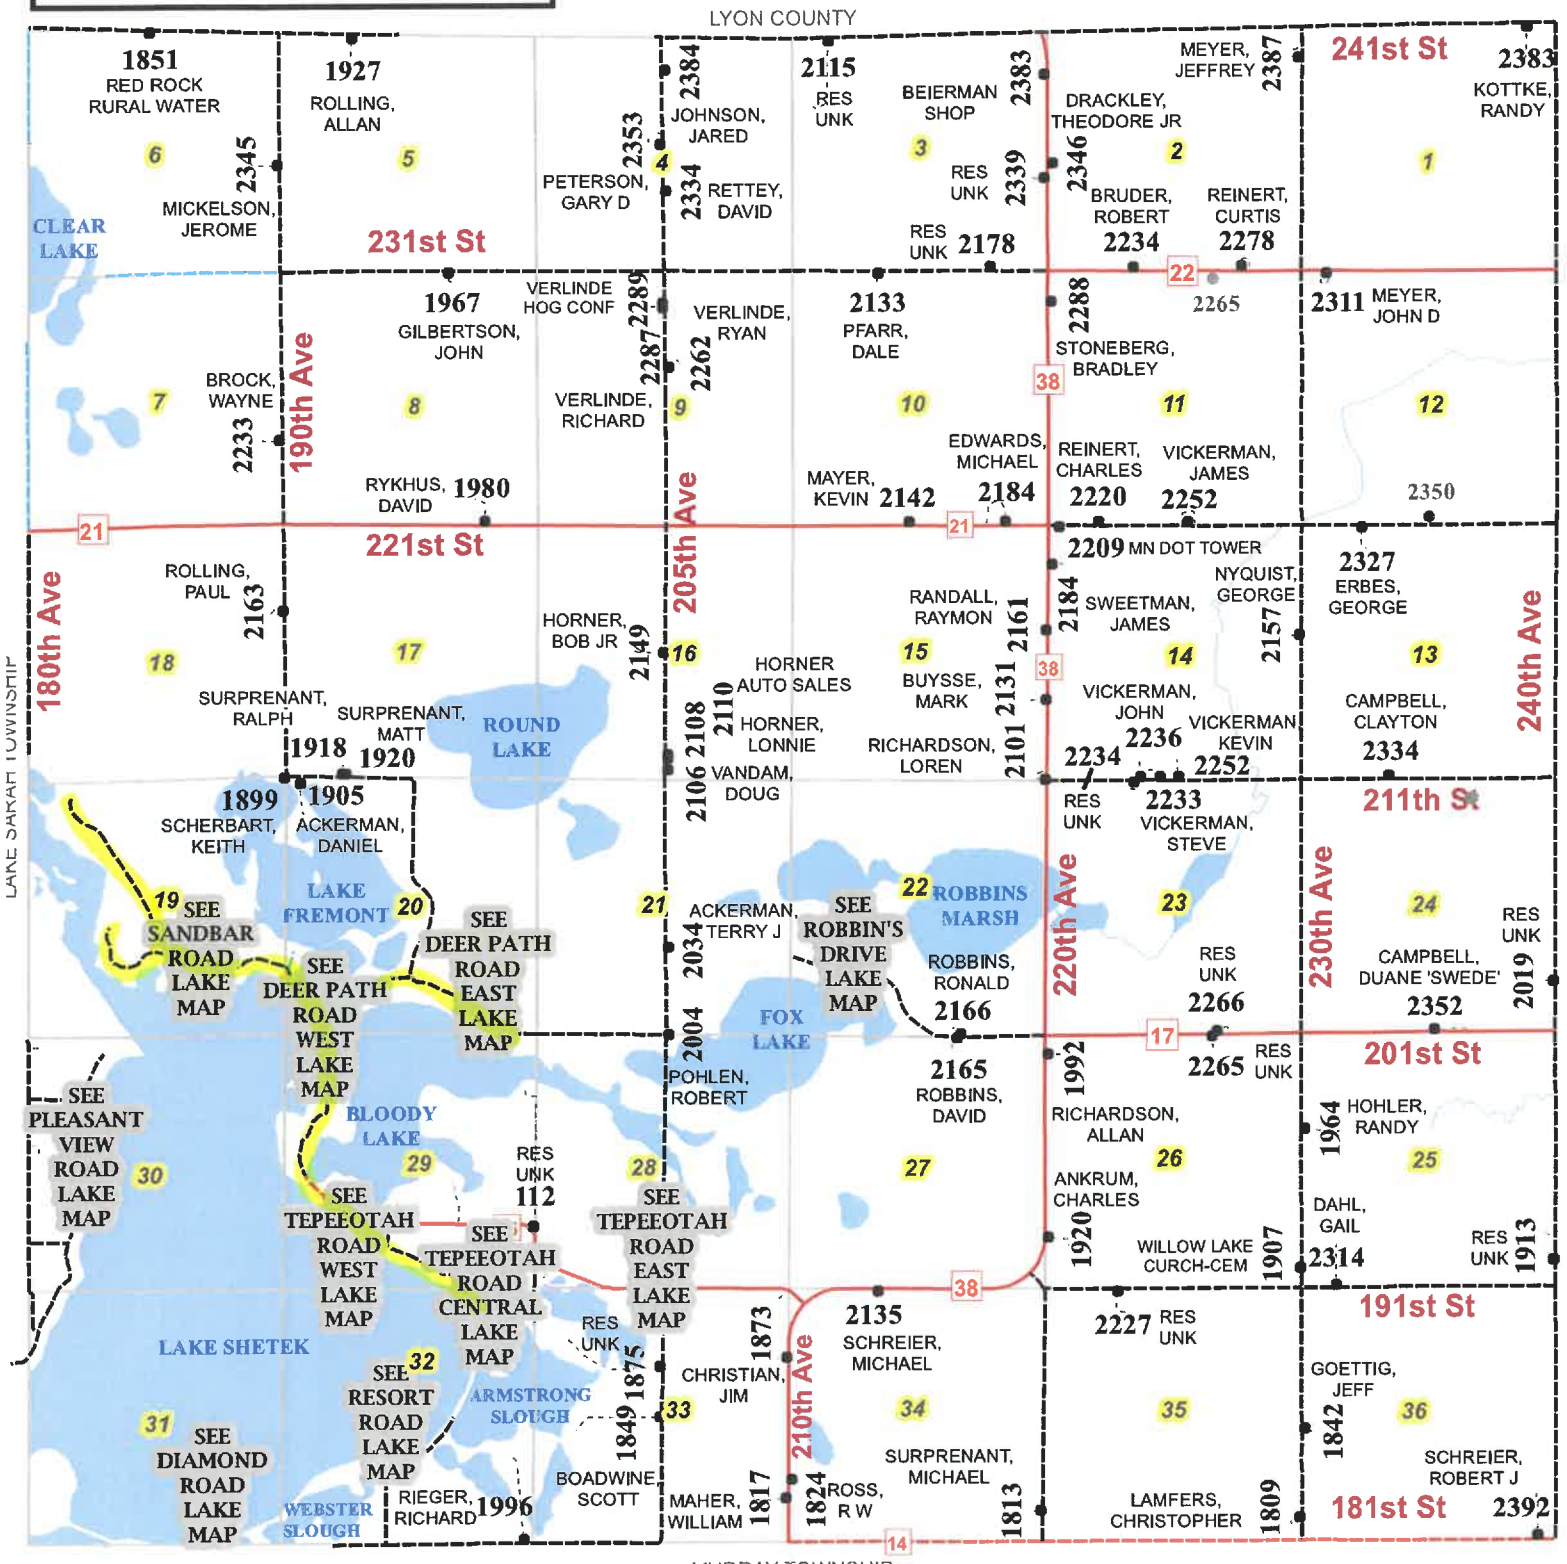 LYON COUNTY
1851
RED ROCK
RURAL WATER
1927
ROLLING,
ALLAN
2384
JOHNSON,
JARED
2115
RES
UNK
BEIERMAN
SHOP
2383
MEYER,
JEFFREY
2387
241st St
2383
KOTTKE,
RANDY
6
2345
5
2353
4
PETERSON,
GARY D
2334
RETTEY,
DAVID
3
RES
UNK
2339
DRACKLEY,
THEODORE JR
2346
2
1
MICKELSON,
JEROME
CLEAR
LAKE
231st St
RES
UNK
2178
BRUDER,
ROBERT
2234
REINERT,
CURTIS
2278
22
1967
GILBERTSON,
JOHN
VERLINDE
HOG CONF
2289
VERLINDE,
RYAN
2133
PFARR,
DALE
2288
2265
2311
MEYER,
JOHN D
190th Ave
2287
2262
STONEBERG,
BRADLEY
38
BROCK,
WAYNE
7
2233
8
VERLINDE,
RICHARD
9
10
11
12
RYKHUS,
DAVID
1980
MAYER,
KEVIN
2142
EDWARDS,
MICHAEL
2184
REINERT,
CHARLES
2220
VICKERMAN,
JAMES
2252
2350
21
221st St
205th Ave
21
2209 MN DOT TOWER
2327
ERBES,
GEORGE
180th Ave
ROLLING,
PAUL
2163
HORNER,
BOB JR
2149
RANDALL,
RAYMON
2161
2184
SWEETMAN,
JAMES
NYQUIST,
GEORGE
2157
240th Ave
18
17
16
15
38
14
13
LAKE SARAH TOWNSHIP
HORNER
AUTO SALES
2110
BUYSSE,
MARK
2131
SURPRENANT,
RALPH
1918
SURPRENANT,
MATT
1920
ROUND
LAKE
2108
HORNER,
LONNIE
RICHARDSON,
LOREN
2101
VICKERMAN,
JOHN
2236
VICKERMAN
KEVIN
2252
2234
CAMPBELL,
CLAYTON
2334
2106
VANDAM,
DOUG
1899
SCHERBART,
KEITH
1905
ACKERMAN,
DANIEL
RES
UNK
2233
VICKERMAN,
STEVE
211th St
LAKE
FREMONT
19
20
21
22
23
24
SEE
SANDBAR
ROAD
LAKE
MAP
SEE
DEER PATH
ROAD
WEST
LAKE
MAP
SEE
DEER PATH
ROAD
EAST
LAKE
MAP
ACKERMAN,
TERRY J
2034
SEE
ROBBIN'S
DRIVE
LAKE
MAP
ROBBINS
MARSH
ROBBINS,
RONALD
2166
220th Ave
230th Ave
RES
UNK
2266
CAMPBELL,
DUANE 'SWEDE'
2352
RES
UNK
2019
FOX
LAKE
2004
POHLEN,
ROBERT
17
201st St
2165
ROBBINS,
DAVID
1992
RICHARDSON,
ALLAN
2265
RES
UNK
1964
HOHLER,
RANDY
SEE
PLEASANT
VIEW
ROAD
LAKE
MAP
BLOODY
LAKE
30
29
28
27
26
25
RES
UNK
112
SEE
TEPEEOTAH
ROAD
WEST
LAKE
MAP
SEE
TEPEEOTAH
ROAD
CENTRAL
LAKE
MAP
SEE
TEPEEOTAH
ROAD
EAST
LAKE
MAP
ANKRUM,
CHARLES
1920
WILLOW LAKE
CURCH-CEM
1907
DAHL,
GAIL
2314
RES
UNK
1913
38
191st St
LAKE SHETEK
RES
UNK
1875
1873
2135
SCHREIER,
MICHAEL
2227
RES
UNK
210th Ave
CHRISTIAN,
JIM
GOETTIG,
JEFF
1842
SEE
RESORT
ROAD
LAKE
MAP
32
ARMSTRONG
SLOUGH
1849
33
34
35
36
31
SEE
DIAMOND
ROAD
LAKE
MAP
WEBSTER
SLOUGH
RIEGER,
RICHARD
1996
BOADWINE,
SCOTT
MAHER,
WILLIAM
1817
1824
ROSS,
R W
SURPRENANT,
MICHAEL
1813
LAMFERS,
CHRISTOPHER
1809
SCHREIER,
ROBERT J
2392
181st St
14
MURRAY TOWNSHIP